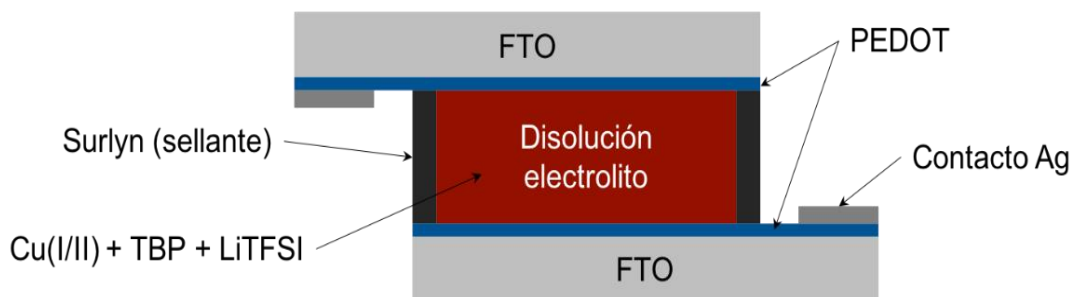 FTO
PEDOT
Surlyn (sellante)
Disolución
electrolito
Contacto Ag
Cu(I/II) + TBP + LiTFSI
FTO